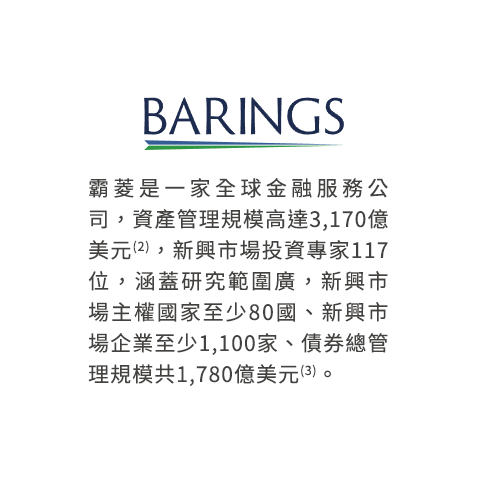 BARINGS
霸菱是一家全球金融服務公
司，資產管理規模高達3,170億
美元(2)，新興市場投資專家117
位，涵蓋研究範圍廣，新興市
場主權國家至少80國、新興市
場企業至少1,100家、債券總管
理規模共1,780億美元(3)。